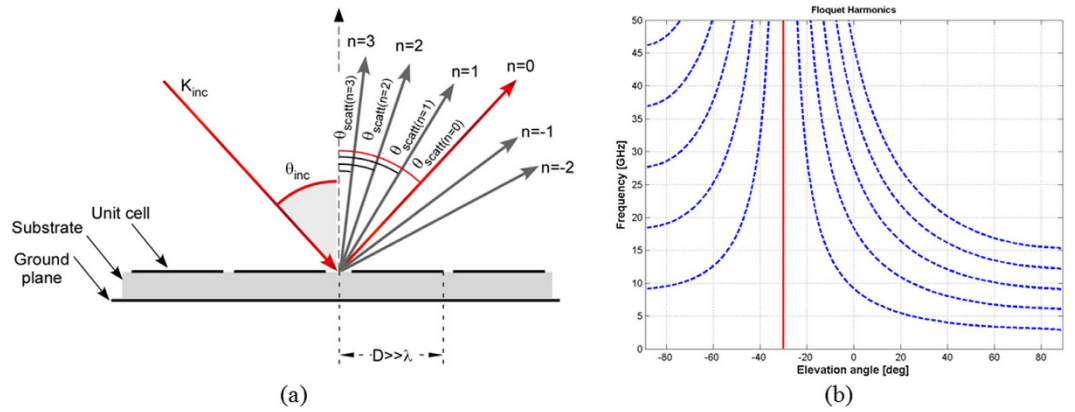 n=3
n=2
n=1
n=0
n=-1
n=-2
Kinc
θinc
θscatt(n=3)
θscatt(n=2)
θscatt(n=1)
θscatt(n=0)
Unit cell
Substrate
Ground
plane
D>>λ
(a)
Floquet Harmonics
Frequency [GHz]
50
45
40
35
30
25
20
15
10
5
0
-80 -60 -40 -20 0 20 40 60 80
Elevation angle [deg]
(b)